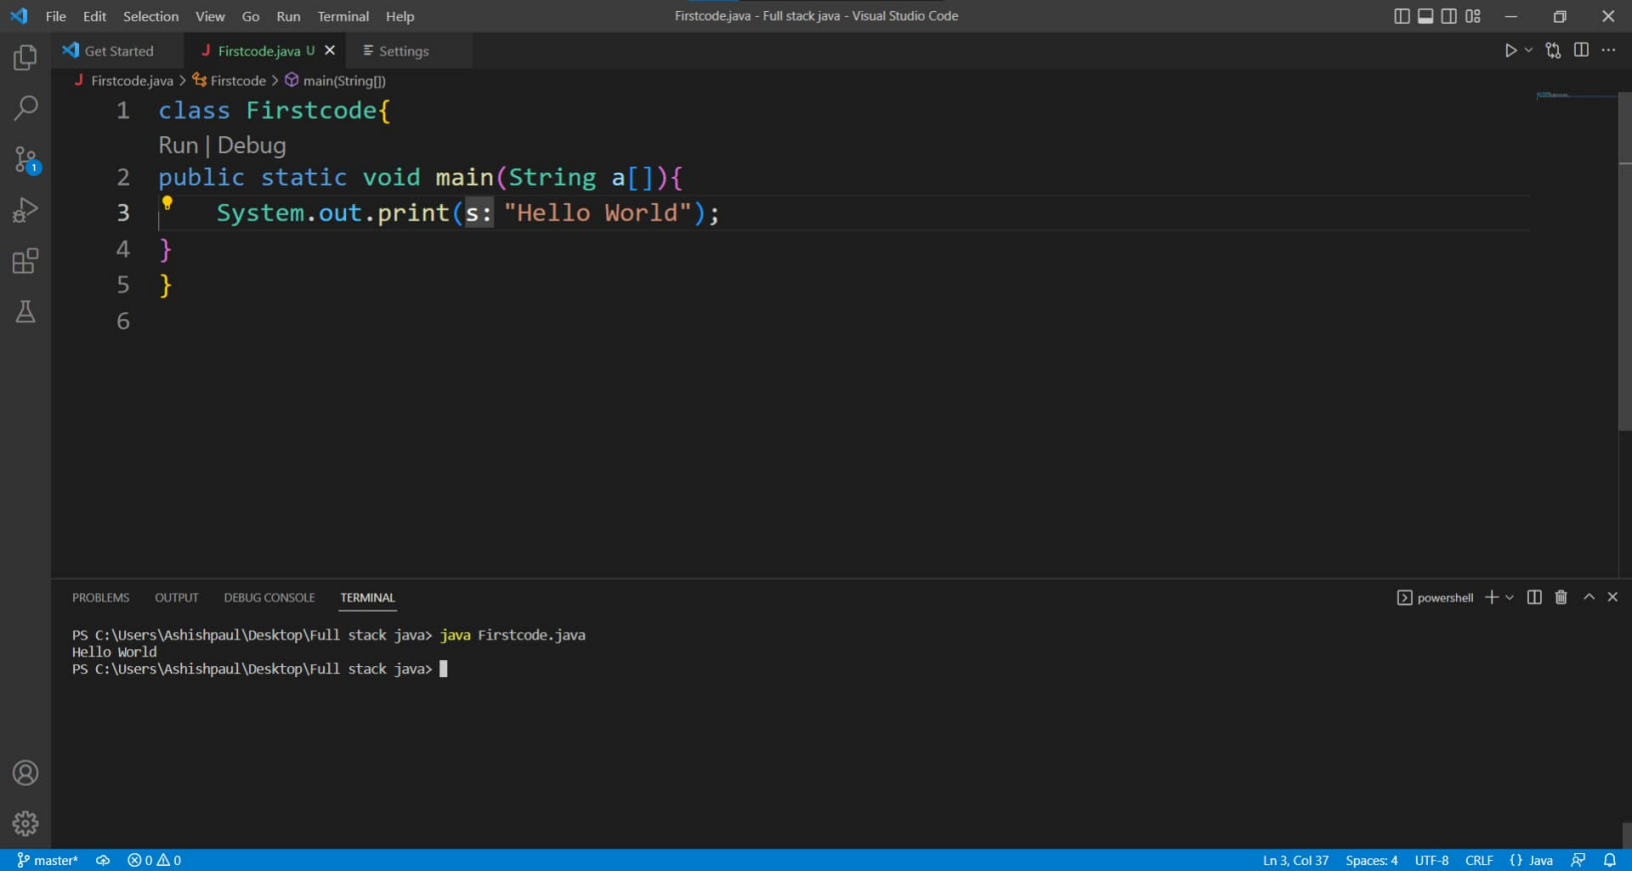 File Edit Selection View Go Run Terminal Help Firstcode.java - Full stack java - Visual Studio Code
Get Started J Firstcode.java U Settings
J Firstcode.java > Firstcode > main(String[])
1 class Firstcode{
Run | Debug
2 public static void main(String a[]){
3 System.out.print(s: "Hello World");
4 }
5 }
6
PROBLEMS OUTPUT DEBUG CONSOLE TERMINAL powershell
PS C:\Users\Ashishpaul\Desktop\Full stack java> java Firstcode.java
Hello World
PS C:\Users\Ashishpaul\Desktop\Full stack java>
1
master* 0 0 Ln 3, Col 37 Spaces: 4 UTF-8 CRLF {} Java